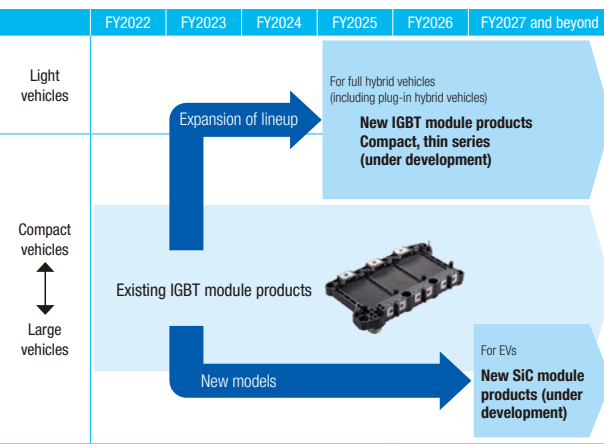 FY2022 FY2023 FY2024 FY2025 FY2026 FY2027 and beyond
Light
vehicles
For full hybrid vehicles
(including plug-in hybrid vehicles)
Expansion of lineup
New IGBT module products
Compact, thin series
(under development)
Compact
vehicles
Large
vehicles
Existing IGBT module products
New models
For EVs
New SiC module
products (under
development)